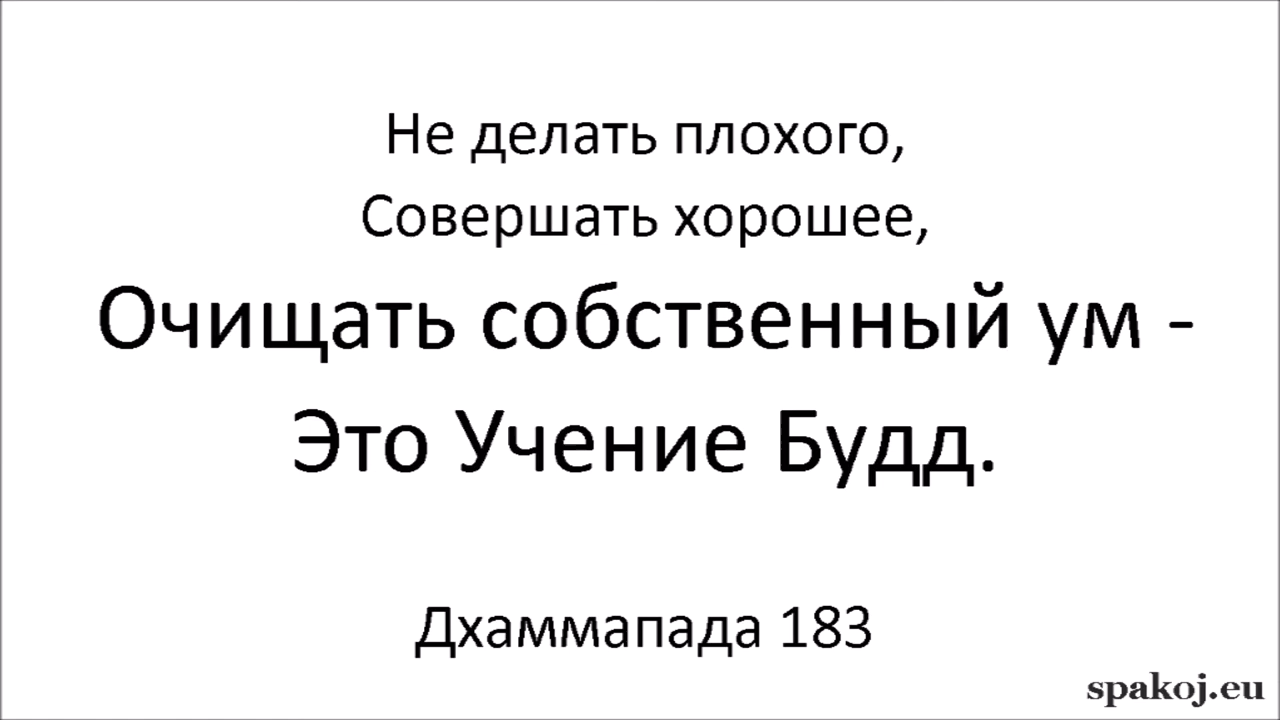 Не делать плохого,
Совершать хорошее,
Очищать собственный ум -
Это Учение Будд.
Дхаммапада 183
spakoj.eu